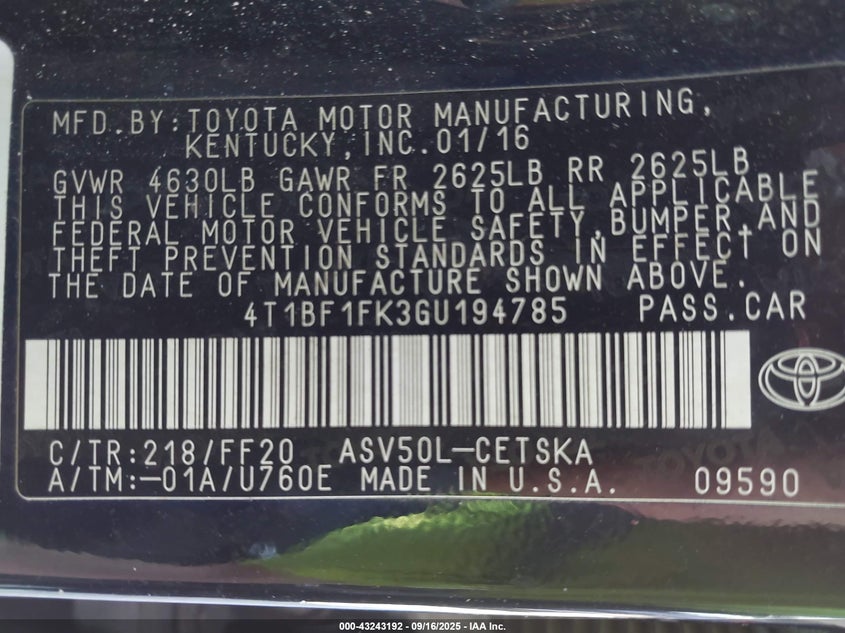 MFD.BY:TOYOTA MOTOR MANUFACTURING,
KENTUCKY,INC.01/16
GVWR 4630LB GAWR FR 2625LB RR 2625LB
THIS VEHICLE CONFORMS TO ALL APPLICABLE
FEDERAL MOTOR VEHICLE SAFETY,BUMPER,AND
THEFT PREVENTION STANDARDS IN EFFECT ON
THE DATE OF MANUFACTURE SHOWN ABOVE.
4T1BF1FK3GU194785 PASS.CAR
C/TR:218/FF20 ASV50L-CETSKA
A/TM:-01A/U760E MADE IN U.S.A. 09590
000-43243192 - 09/16/2025 - IAA Inc.